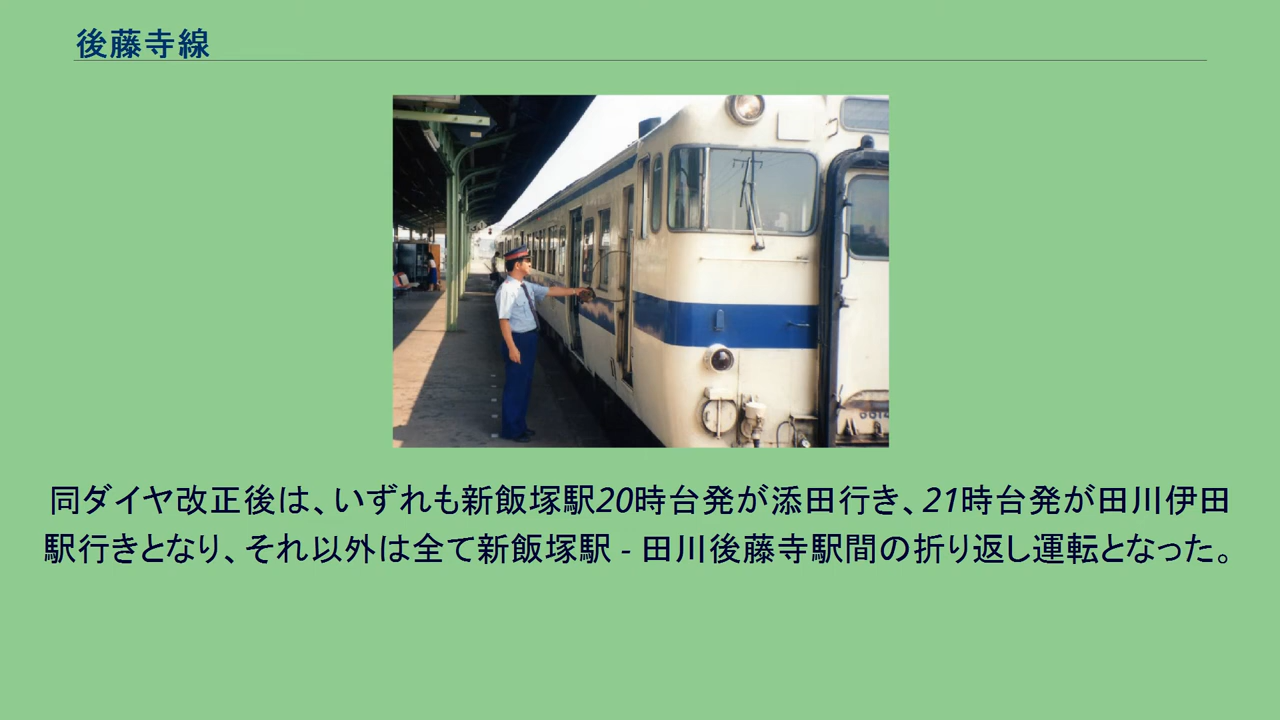 後藤寺線
同ダイヤ改正後は、いずれも新飯塚駅20時台発が添田行き、21時台発が田川伊田
駅行きとなり、それ以外は全て新飯塚駅 - 田川後藤寺駅間の折り返し運転となった。